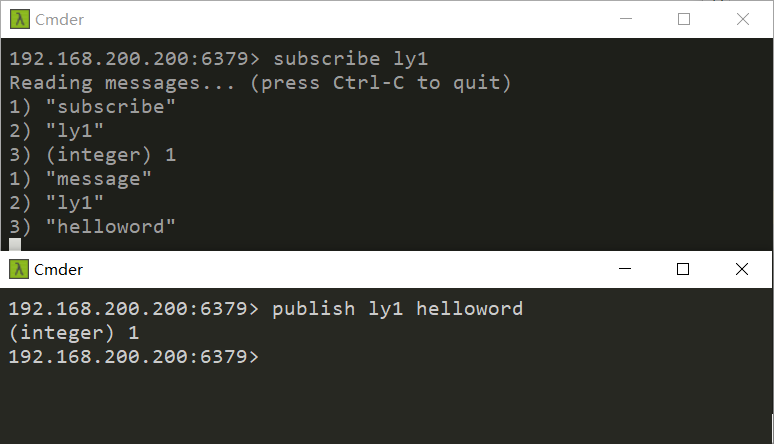 λ Cmder
192.168.200.200:6379> subscribe ly1
Reading messages... (press Ctrl-C to quit)
1) "subscribe"
2) "ly1"
3) (integer) 1
1) "message"
2) "ly1"
3) "helloword"
λ Cmder
192.168.200.200:6379> publish ly1 helloword
(integer) 1
192.168.200.200:6379>